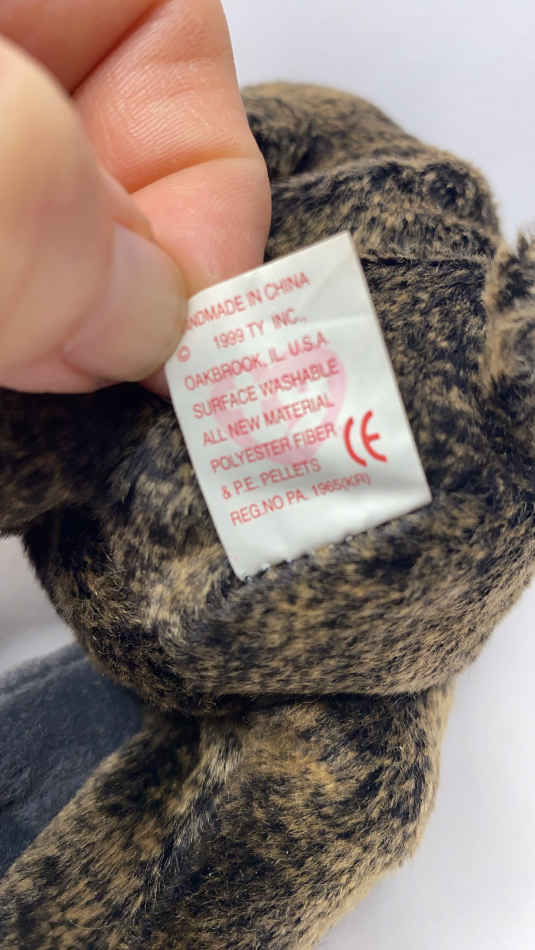 HANDMADE IN CHINA
© 1999 TY INC.,
OAKBROOK, IL, U.S.A
SURFACE WASHABLE
ALL NEW MATERIAL
POLYESTER FIBER
& P.E. PELLETS
REG.NO PA. 1965(KR)
CE